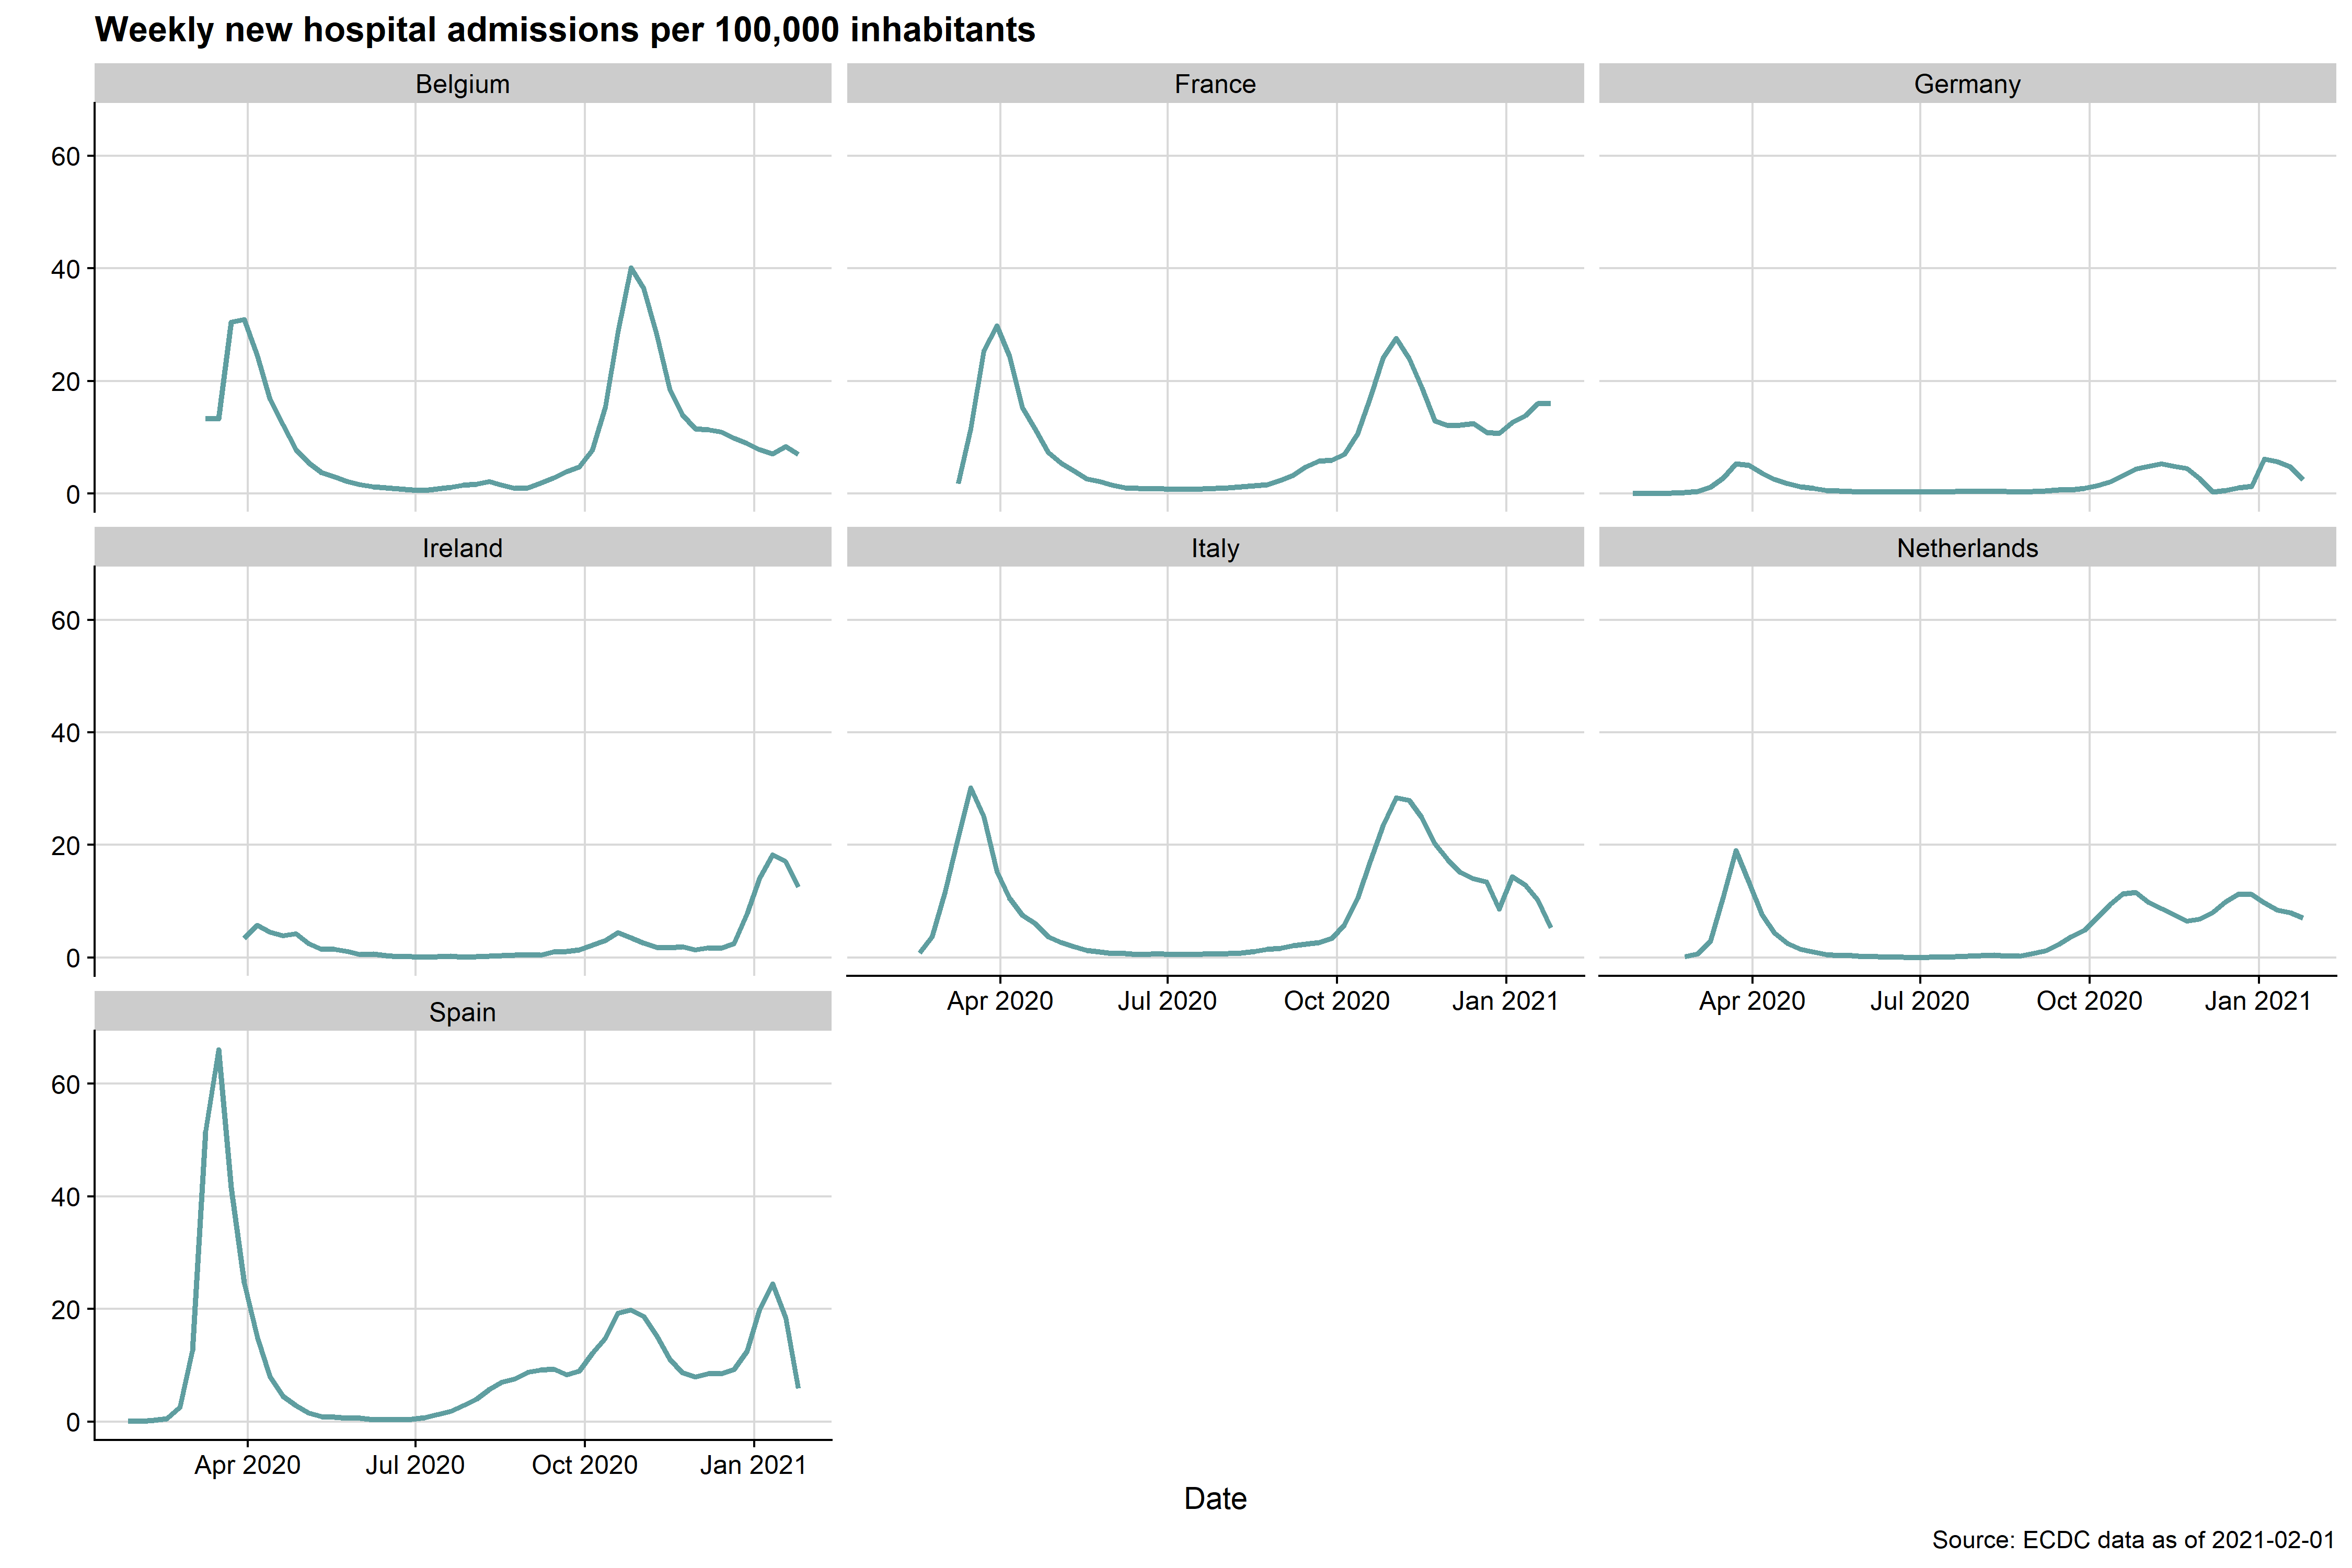 Weekly new hospital admissions per 100,000 inhabitants
Belgium France Germany
60
40
20
0
Ireland Italy Netherlands
60
40
20
0
Apr 2020 Jul 2020 Oct 2020 Jan 2021 Apr 2020 Jul 2020 Oct 2020 Jan 2021
Spain
60
40
20
0
Apr 2020 Jul 2020 Oct 2020 Jan 2021
Date
Source: ECDC data as of 2021-02-01